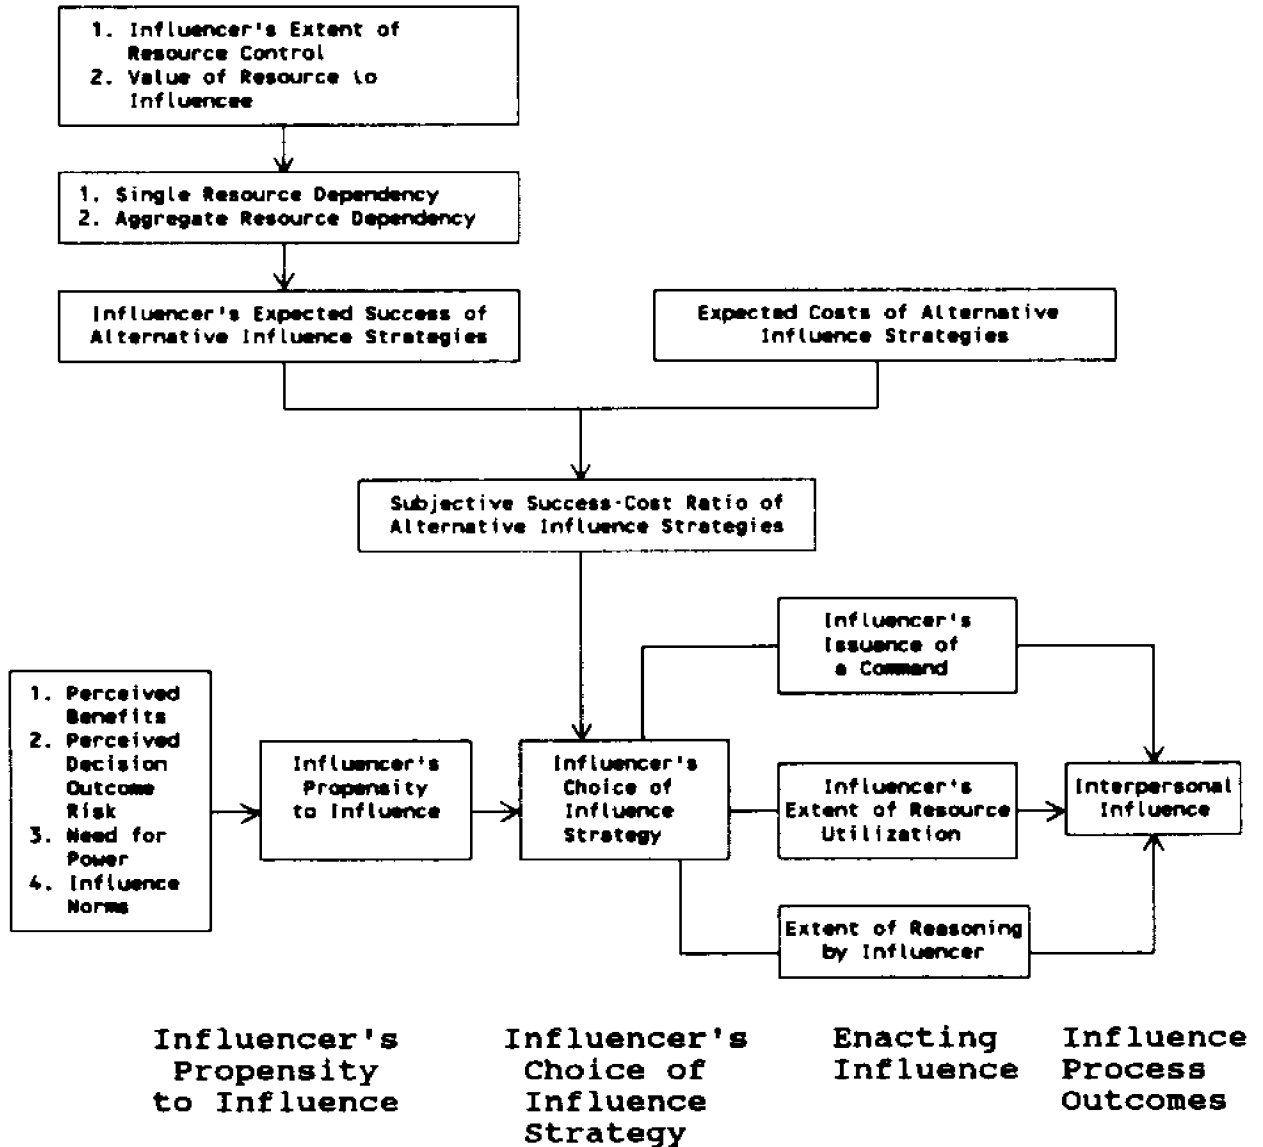 1. Influencer's Extent of
Resource Control
2. Value of Resource to
Influencee
1. Single Resource Dependency
2. Aggregate Resource Dependency
Influencer's Expected Success of
Alternative Influence Strategies
Expected Costs of Alternative
Influence Strategies
Subjective Success-Cost Ratio of
Alternative Influence Strategies
Influencer's
Issuance of
a Command
1. Perceived
Benefits
2. Perceived
Decision
Outcome
Risk
3. Need for
Power
4. Influence
Norms
Influencer's
Propensity
to Influence
Influencer's
Choice of
Influence
Strategy
Influencer's
Extent of Resource
Utilization
Interpersonal
Influence
Extent of Reasoning
by Influencer
Influencer's
Propensity
to Influence
Influencer's
Choice of
Influence
Strategy
Enacting
Influence
Influence
Process
Outcomes